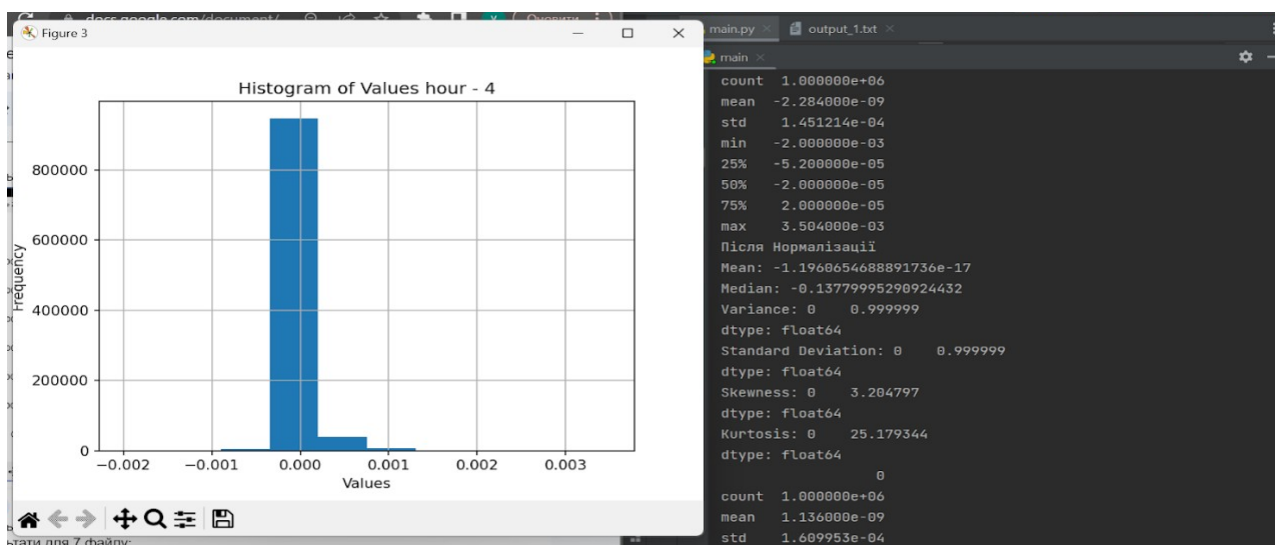 docs.google.com/document/
Оновити
Figure 3
Histogram of Values hour - 4
800000
600000
400000
200000
0
Frequency
−0.002 −0.001 0.000 0.001 0.002 0.003
Values
ьтати для 7 файлу:
main.py output_1.txt
main
count 1.000000e+06
mean -2.284000e-09
std 1.451214e-04
min -2.000000e-03
25% -5.200000e-05
50% -2.000000e-05
75% 2.000000e-05
max 3.504000e-03
Після Нормалізації
Mean: -1.1960654688891736e-17
Median: -0.13779995290924432
Variance: 0 0.999999
dtype: float64
Standard Deviation: 0 0.999999
dtype: float64
Skewness: 0 3.204797
dtype: float64
Kurtosis: 0 25.179344
dtype: float64
0
count 1.000000e+06
mean 1.136000e-09
std 1.609953e-04